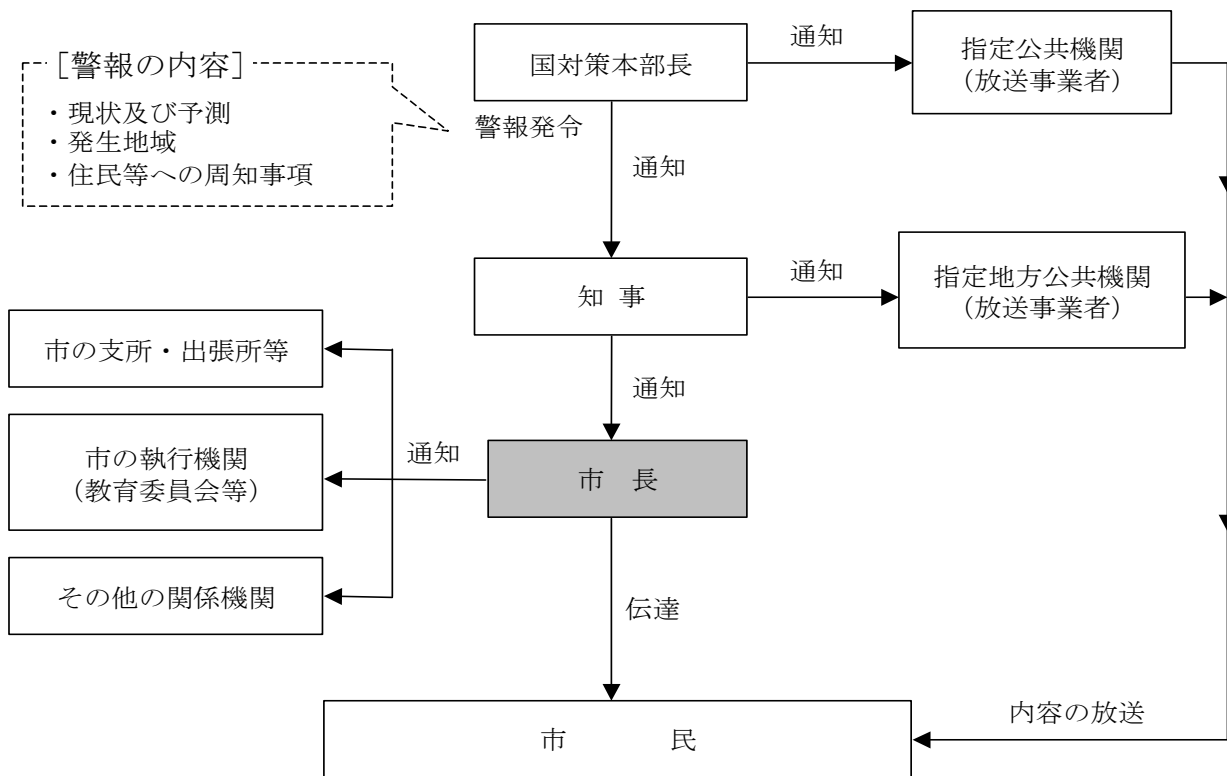 ［警報の内容］
・現状及び予測
・発生地域
・住民等への周知事項
国対策本部長
通知
指定公共機関
（放送事業者）
警報発令
通知
知 事
通知
指定地方公共機関
（放送事業者）
市の支所・出張所等
通知
市の執行機関
（教育委員会等）
通知
市　長
その他の関係機関
伝達
市　　　民
内容の放送